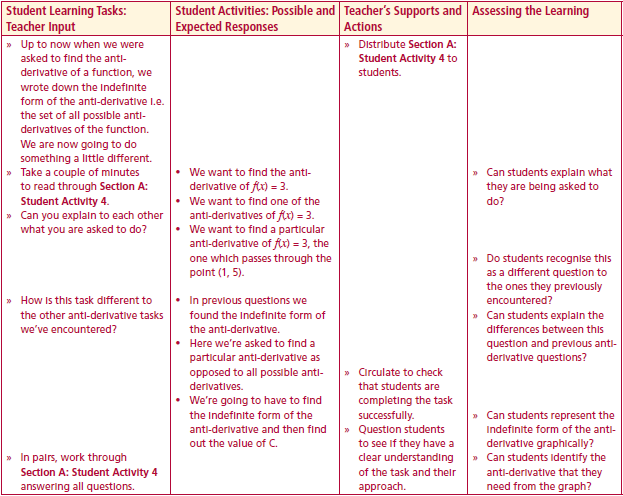 Student Learning Tasks:
Teacher Input
Student Activities: Possible and
Expected Responses
Teacher's Supports and
Actions
Assessing the Learning
» Up to now when we were
asked to find the anti-
derivative of a function, we
wrote down the indefinite
form of the anti-derivative i.e.
the set of all possible anti-
derivatives of the function.
We are now going to do
something a little different.
» Take a couple of minutes
to read through Section A:
Student Activity 4.
» Can you explain to each other
what you are asked to do?
» How is this task different to
the other anti-derivative tasks
we've encountered?
» In pairs, work through
Section A: Student Activity 4
answering all questions.
• We want to find the anti-
derivative of f(x) = 3.
• We want to find one of the
anti-derivatives of f(x) = 3.
• We want to find a particular
anti-derivative of f(x) = 3, the
one which passes through the
point (1, 5).
• In previous questions we
found the indefinite form of
the anti-derivative.
• Here we're asked to find a
particular anti-derivative as
opposed to all possible anti-
derivatives.
• We're going to have to find
the indefinite form of the
anti-derivative and then find
out the value of C.
» Distribute Section A:
Student Activity 4 to
students.
» Circulate to check
that students are
completing the task
successfully.
» Question students
to see if they have a
clear understanding
of the task and their
approach.
» Can students explain what
they are being asked to
do?
» Do students recognise this
as a different question to
the ones they previously
encountered?
» Can students explain the
differences between this
question and previous anti-
derivative questions?
» Can students represent the
indefinite form of the anti-
derivative graphically?
» Can students identify the
anti-derivative that they
need from the graph?